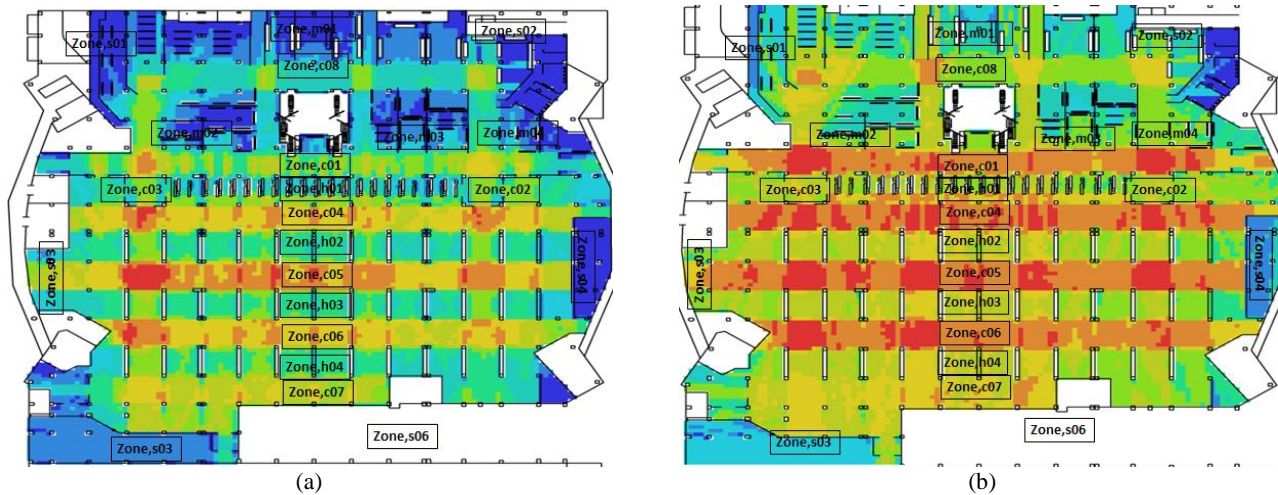 Zone,s01
Zone,m01
Zone,s02
Zone,c08
Zone,m02
Zone,m03
Zone,m04
Zone,c01
Zone,c03
Zone,h01
Zone,c02
Zone,c04
Zone,h02
Zone,s03
Zone,c05
Zone,s04
Zone,h03
Zone,c06
Zone,h04
Zone,c07
Zone,s03
Zone,s06
(a)
Zone,s01
Zone,m01
Zone,s02
Zone,c08
Zone,m02
Zone,m03
Zone,m04
Zone,c01
Zone,c03
Zone,h01
Zone,c02
Zone,c04
Zone,h02
Zone,s03
Zone,c05
Zone,s04
Zone,h03
Zone,c06
Zone,h04
Zone,c07
Zone,s03
Zone,s06
(b)